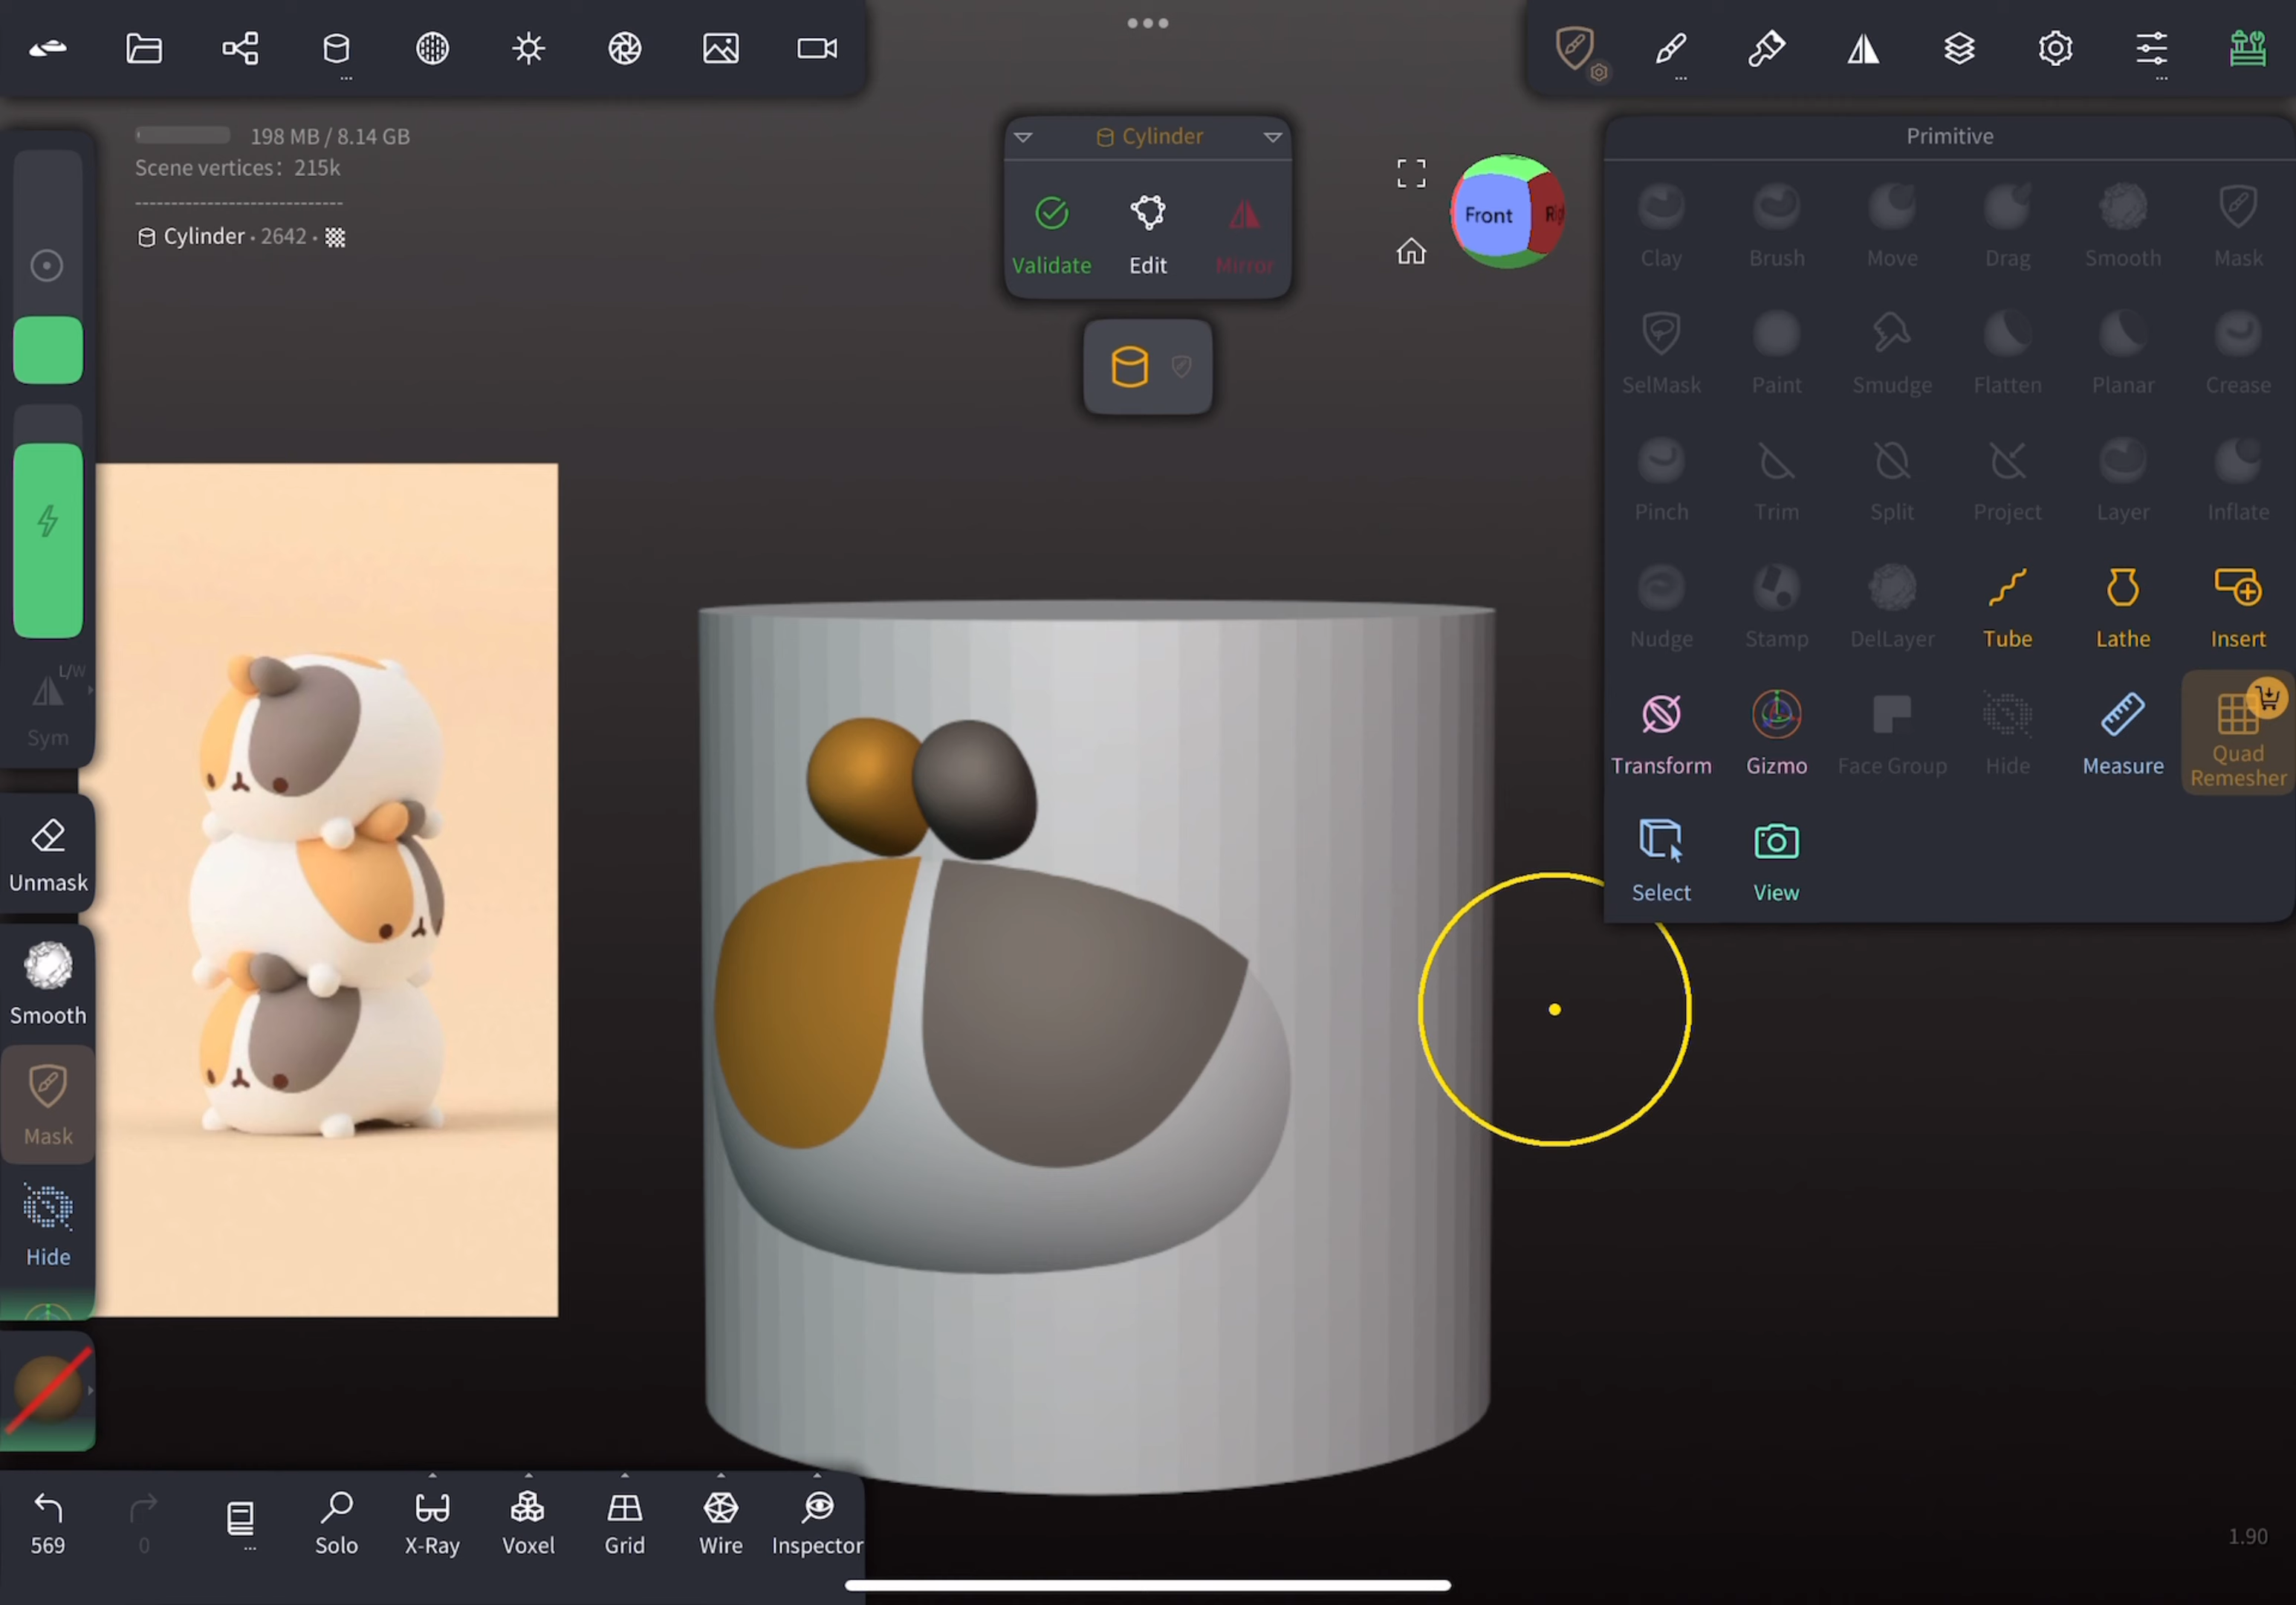 ...
...
...
198 MB / 8.14 GB
Scene vertices: 215k
-----------------------------
Cylinder • 2642 •
Cylinder
Validate Edit Mirror
Front
Primitive
Clay Brush Move Drag Smooth Mask
SelMask Paint Smudge Flatten Planar Crease
Pinch Trim Split Project Layer Inflate
Nudge Stamp DelLayer Tube Lathe Insert
Transform Gizmo Face Group Hide Measure Quad
Remesher
Select View
L/W
Sym
Unmask
Smooth
Mask
Hide
569 0 ... Solo X-Ray Voxel Grid Wire Inspector
1.90